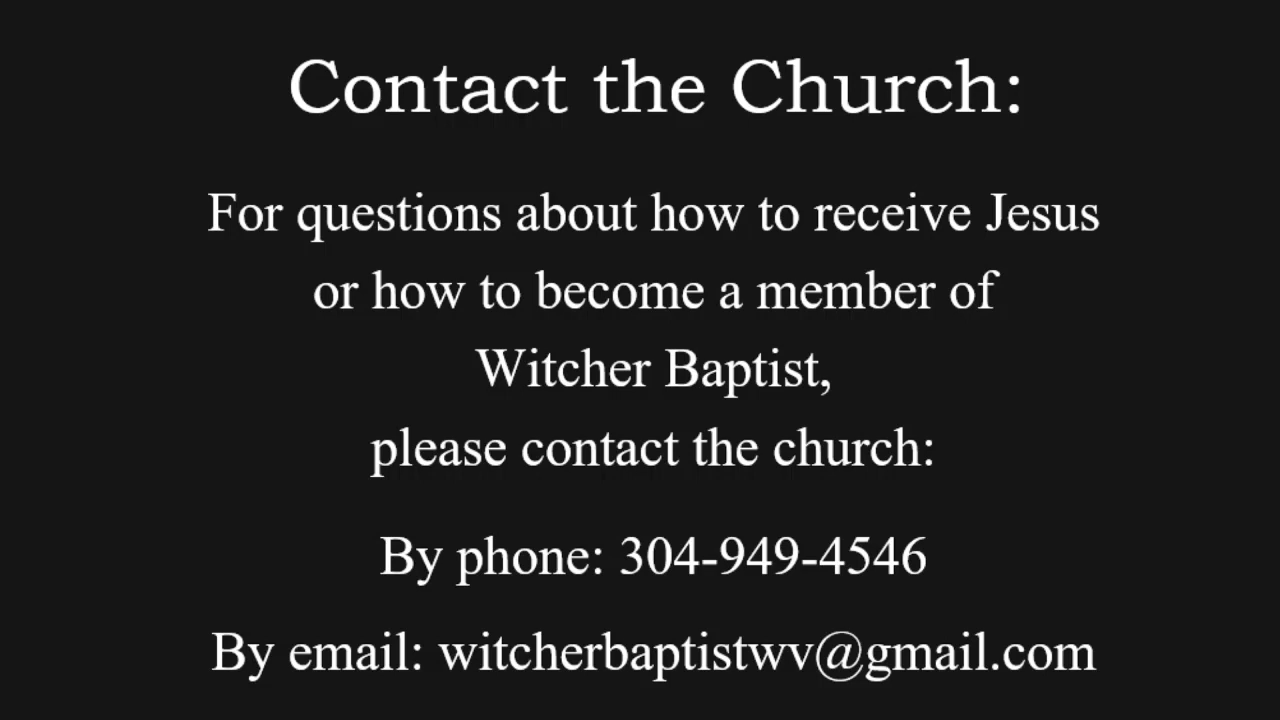 Contact the Church:
For questions about how to receive Jesus
or how to become a member of
Witcher Baptist,
please contact the church:
By phone: 304-949-4546
By email: witcherbaptistwv@gmail.com